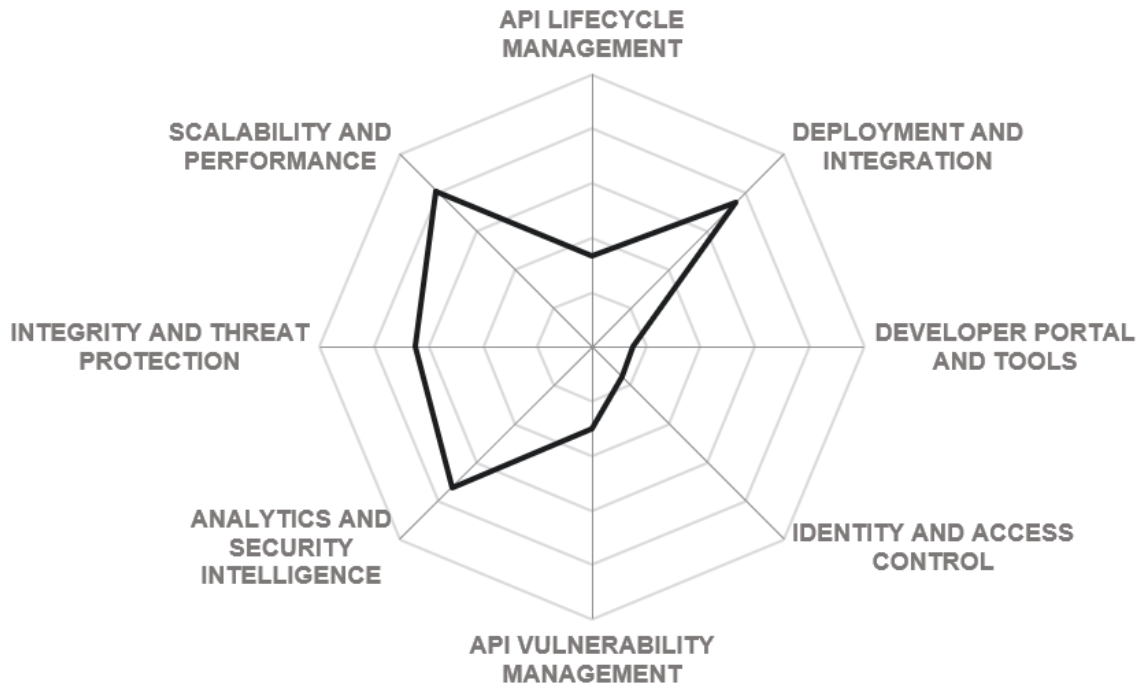 API LIFECYCLE
MANAGEMENT
DEPLOYMENT AND
INTEGRATION
DEVELOPER PORTAL
AND TOOLS
IDENTITY AND ACCESS
CONTROL
API VULNERABILITY
MANAGEMENT
ANALYTICS AND
SECURITY
INTELLIGENCE
INTEGRITY AND THREAT
PROTECTION
SCALABILITY AND
PERFORMANCE